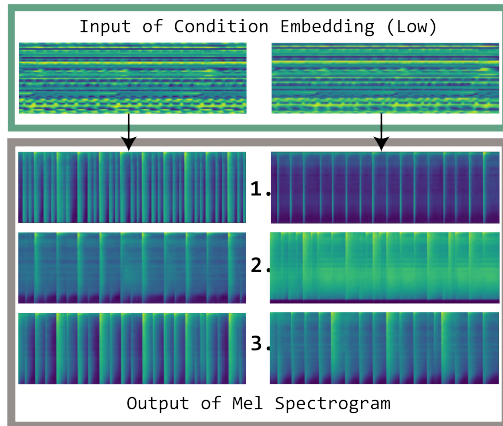 Input of Condition Embedding (Low)
1.
2.
3.
Output of Mel Spectrogram